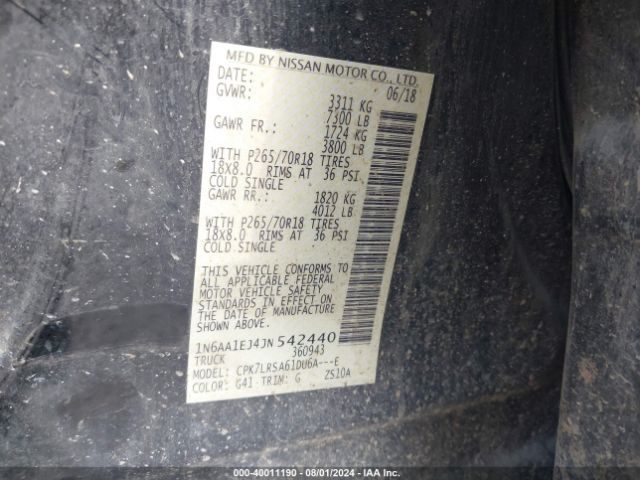 MFD BY NISSAN MOTOR CO., LTD.
DATE: 06/18
GVWR: 3311 KG
7300 LB
GAWR FR.: 1724 KG
3800 LB
WITH P265/70R18 TIRES
18X8.0 RIMS AT 36 PSI
COLD SINGLE
GAWR RR.: 1820 KG
4012 LB
WITH P265/70R18 TIRES
18X8.0 RIMS AT 36 PSI
COLD SINGLE
THIS VEHICLE CONFORMS TO
ALL APPLICABLE FEDERAL
MOTOR VEHICLE SAFETY
STANDARDS IN EFFECT ON
THE DATE OF MANUFACTURE
SHOWN ABOVE.
1N6AA1EJ4JN542440
TRUCK 360943
MODEL: CPK7LRSA61DU6A---E
COLOR: G41 TRIM: G ZS10A
000-40011190 - 08/01/2024 - IAA Inc.